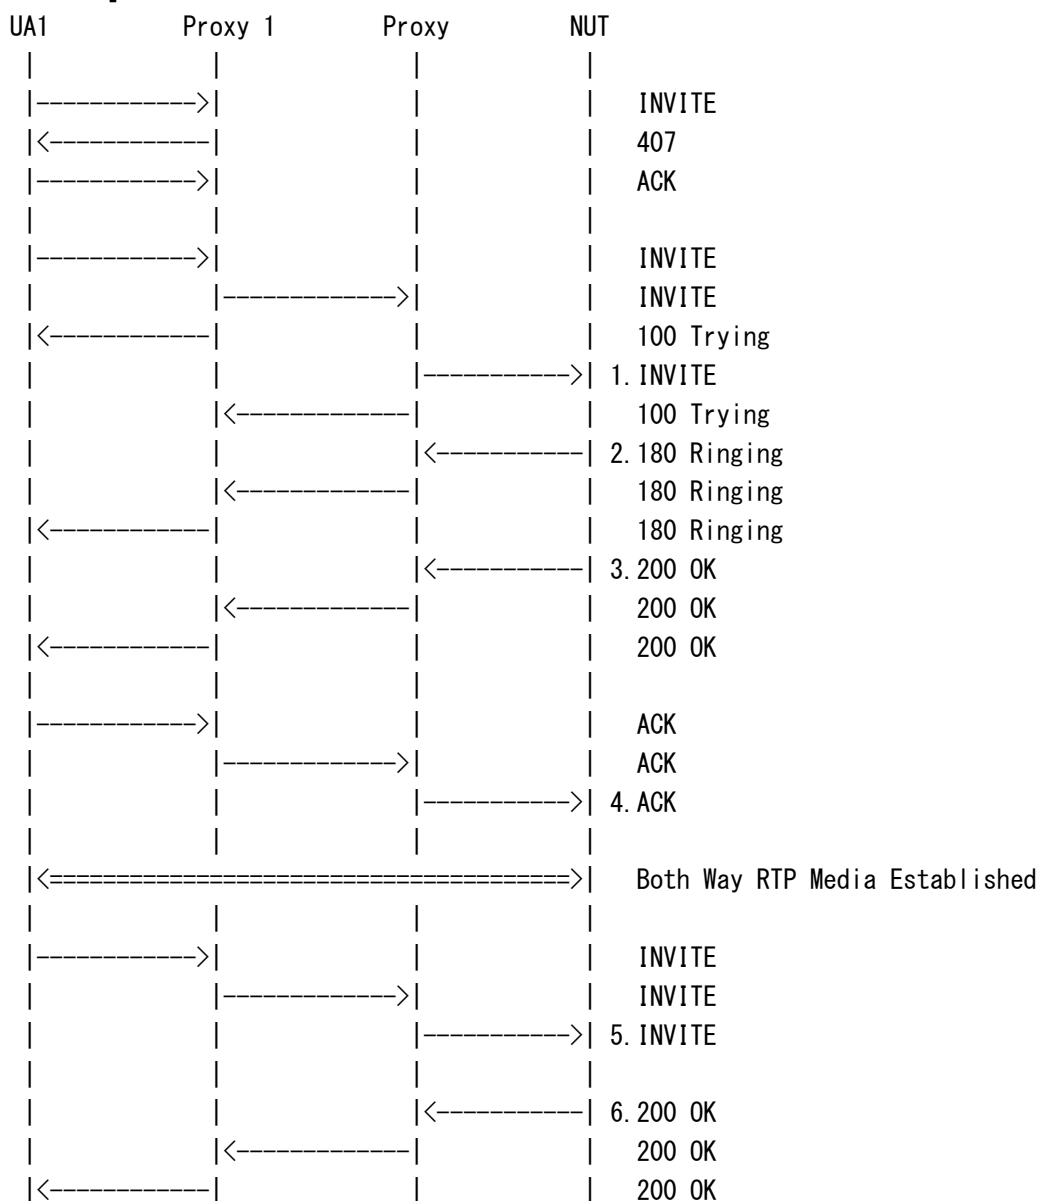 UA1 Proxy 1 Proxy NUT
INVITE
407
ACK
INVITE
INVITE
100 Trying
1. INVITE
100 Trying
2. 180 Ringing
180 Ringing
180 Ringing
3. 200 OK
200 OK
200 OK
ACK
ACK
4. ACK
Both Way RTP Media Established
INVITE
INVITE
5. INVITE
6. 200 OK
200 OK
200 OK